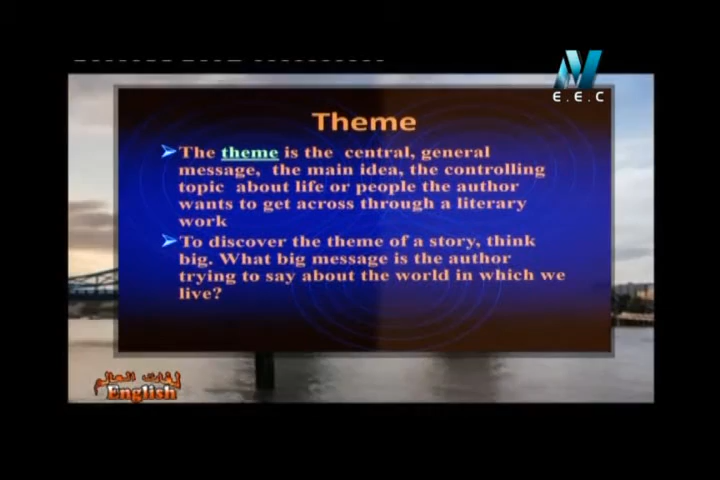 E.E.C
Theme
The theme is the central, general
message, the main idea, the controlling
topic about life or people the author
wants to get across through a literary
work
To discover the theme of a story, think
big. What big message is the author
trying to say about the world in which we
live?
لغات العالم
English